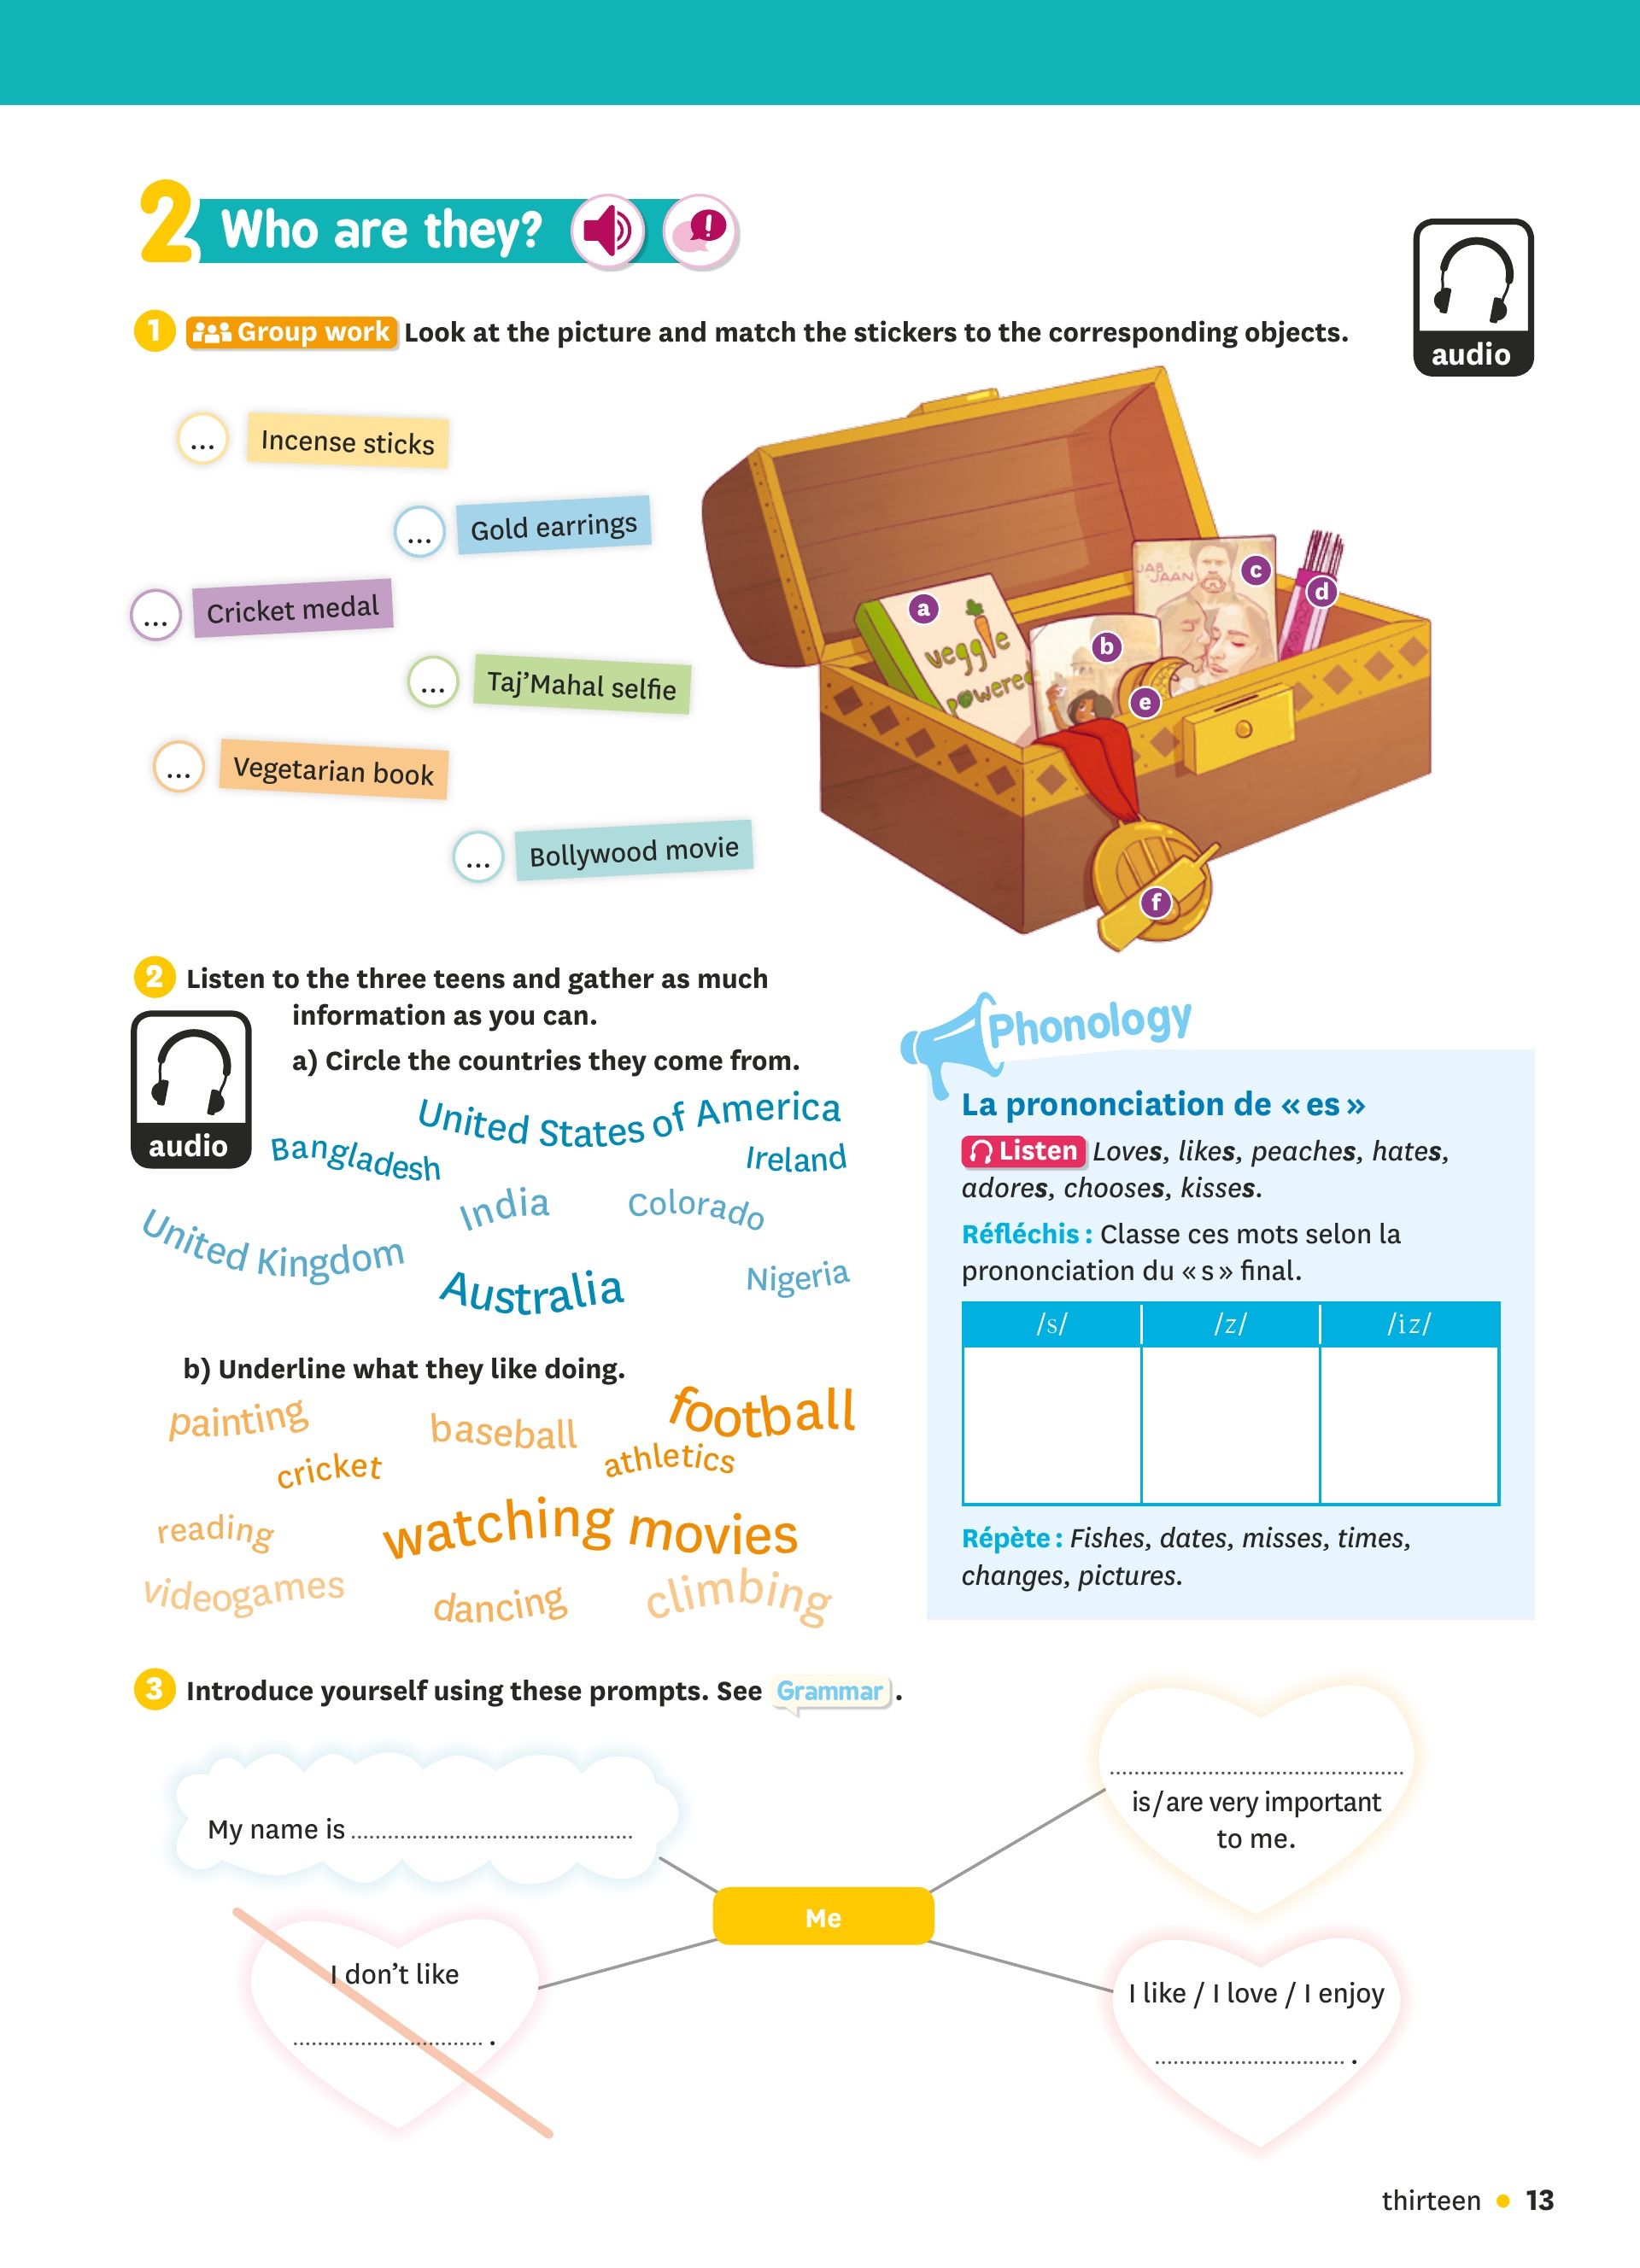 2 Who are they?
audio
1 Group work Look at the picture and match the stickers to the corresponding objects.
... Incense sticks
... Gold earrings
... Cricket medal
... Taj’Mahal selfie
... Vegetarian book
... Bollywood movie
JAB
JAAN
c
d
a
veggie
powered
b
e
f
2 Listen to the three teens and gather as much
information as you can.
audio
a) Circle the countries they come from.
United States of America
Bangladesh
Ireland
India
Colorado
United Kingdom
Australia
Nigeria
b) Underline what they like doing.
painting
baseball
football
cricket
athletics
reading
watching movies
videogames
dancing
climbing
Phonology
La prononciation de « es »
Listen Loves, likes, peaches, hates,
adores, chooses, kisses.
Réfléchis : Classe ces mots selon la
prononciation du « s » final.
/s/ /z/ /iz/
Répète : Fishes, dates, misses, times,
changes, pictures.
3 Introduce yourself using these prompts. See Grammar .
My name is ...............................................
.................................................
is / are very important
to me.
Me
I don’t like
................................ .
I like / I love / I enjoy
................................ .
thirteen • 13